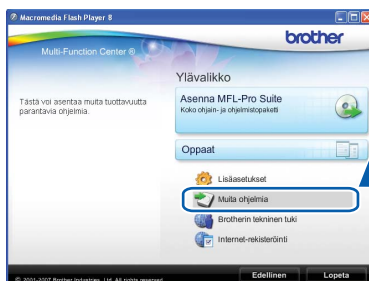 Macromedia Flash Player 8
brother
Multi-Function Center ®
Ylävalikko
Tästä voi asentaa muita tuottavuutta
parantavia ohjelmia.
Asenna MFL-Pro Suite
Koko ohjain- ja ohjelmistopaketti
Oppaat
Lisäasetukset
Muita ohjelmia
Brotherin tekninen tuki
Internet-rekisteröinti
© 2001-2007 Brother Industries, Ltd. All rights reserved.
Edellinen
Lopeta